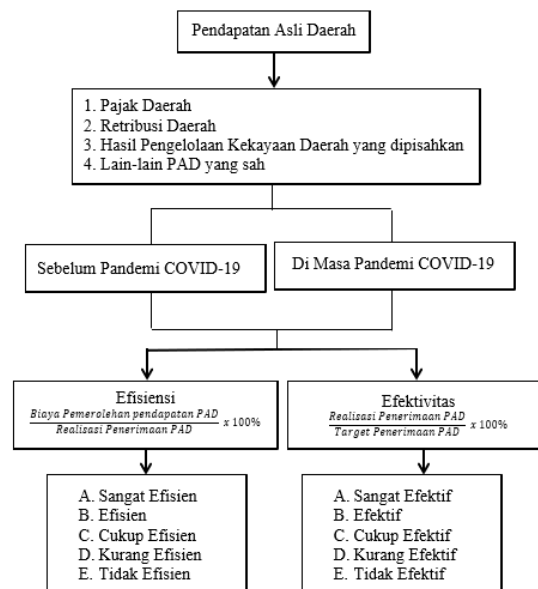 Pendapatan Asli Daerah
1. Pajak Daerah
2. Retribusi Daerah
3. Hasil Pengelolaan Kekayaan Daerah yang dipisahkan
4. Lain-lain PAD yang sah
Sebelum Pandemi COVID-19
Di Masa Pandemi COVID-19
Efisiensi
Biaya Pemerolehan pendapatan PAD
Realisasi Penerimaan PAD
x 100%
Efektivitas
Realisasi Penerimaan PAD
Target Penerimaan PAD
x 100%
A. Sangat Efisien
B. Efisien
C. Cukup Efisien
D. Kurang Efisien
E. Tidak Efisien
A. Sangat Efektif
B. Efektif
C. Cukup Efektif
D. Kurang Efektif
E. Tidak Efektif